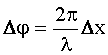 Δφ = 2π/λ Δx